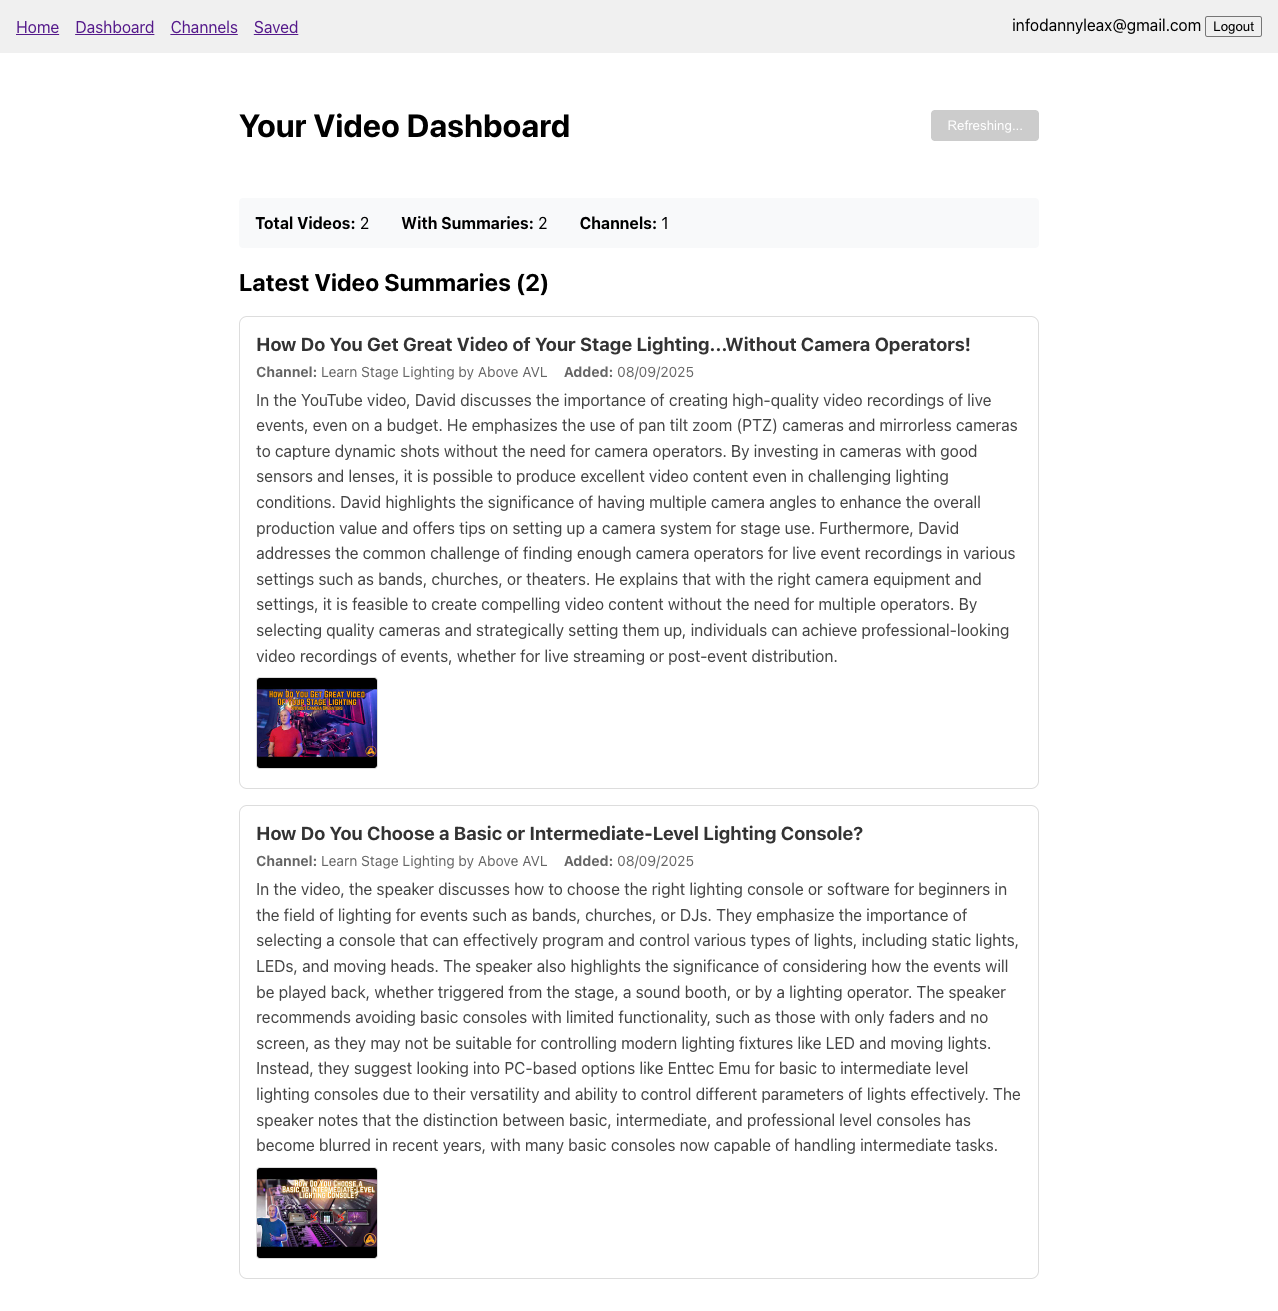 Home Dashboard Channels Saved infodannyleax@gmail.com Logout
Your Video Dashboard Refreshing...
Total Videos: 2 With Summaries: 2 Channels: 1
Latest Video Summaries (2)
How Do You Get Great Video of Your Stage Lighting...Without Camera Operators!
Channel: Learn Stage Lighting by Above AVL Added: 08/09/2025
In the YouTube video, David discusses the importance of creating high-quality video recordings of live
events, even on a budget. He emphasizes the use of pan tilt zoom (PTZ) cameras and mirrorless cameras
to capture dynamic shots without the need for camera operators. By investing in cameras with good
sensors and lenses, it is possible to produce excellent video content even in challenging lighting
conditions. David highlights the significance of having multiple camera angles to enhance the overall
production value and offers tips on setting up a camera system for stage use. Furthermore, David
addresses the common challenge of finding enough camera operators for live event recordings in various
settings such as bands, churches, or theaters. He explains that with the right camera equipment and
settings, it is feasible to create compelling video content without the need for multiple operators. By
selecting quality cameras and strategically setting them up, individuals can achieve professional-looking
video recordings of events, whether for live streaming or post-event distribution.
How Do You Get Great Video
Of Your Stage Lighting
Without Camera Operators
How Do You Choose a Basic or Intermediate-Level Lighting Console?
Channel: Learn Stage Lighting by Above AVL Added: 08/09/2025
In the video, the speaker discusses how to choose the right lighting console or software for beginners in
the field of lighting for events such as bands, churches, or DJs. They emphasize the importance of
selecting a console that can effectively program and control various types of lights, including static lights,
LEDs, and moving heads. The speaker also highlights the significance of considering how the events will
be played back, whether triggered from the stage, a sound booth, or by a lighting operator. The speaker
recommends avoiding basic consoles with limited functionality, such as those with only faders and no
screen, as they may not be suitable for controlling modern lighting fixtures like LED and moving lights.
Instead, they suggest looking into PC-based options like Enttec Emu for basic to intermediate level
lighting consoles due to their versatility and ability to control different parameters of lights effectively. The
speaker notes that the distinction between basic, intermediate, and professional level consoles has
become blurred in recent years, with many basic consoles now capable of handling intermediate tasks.
How Do You Choose a
Basic or Intermediate-Level
Lighting Console?